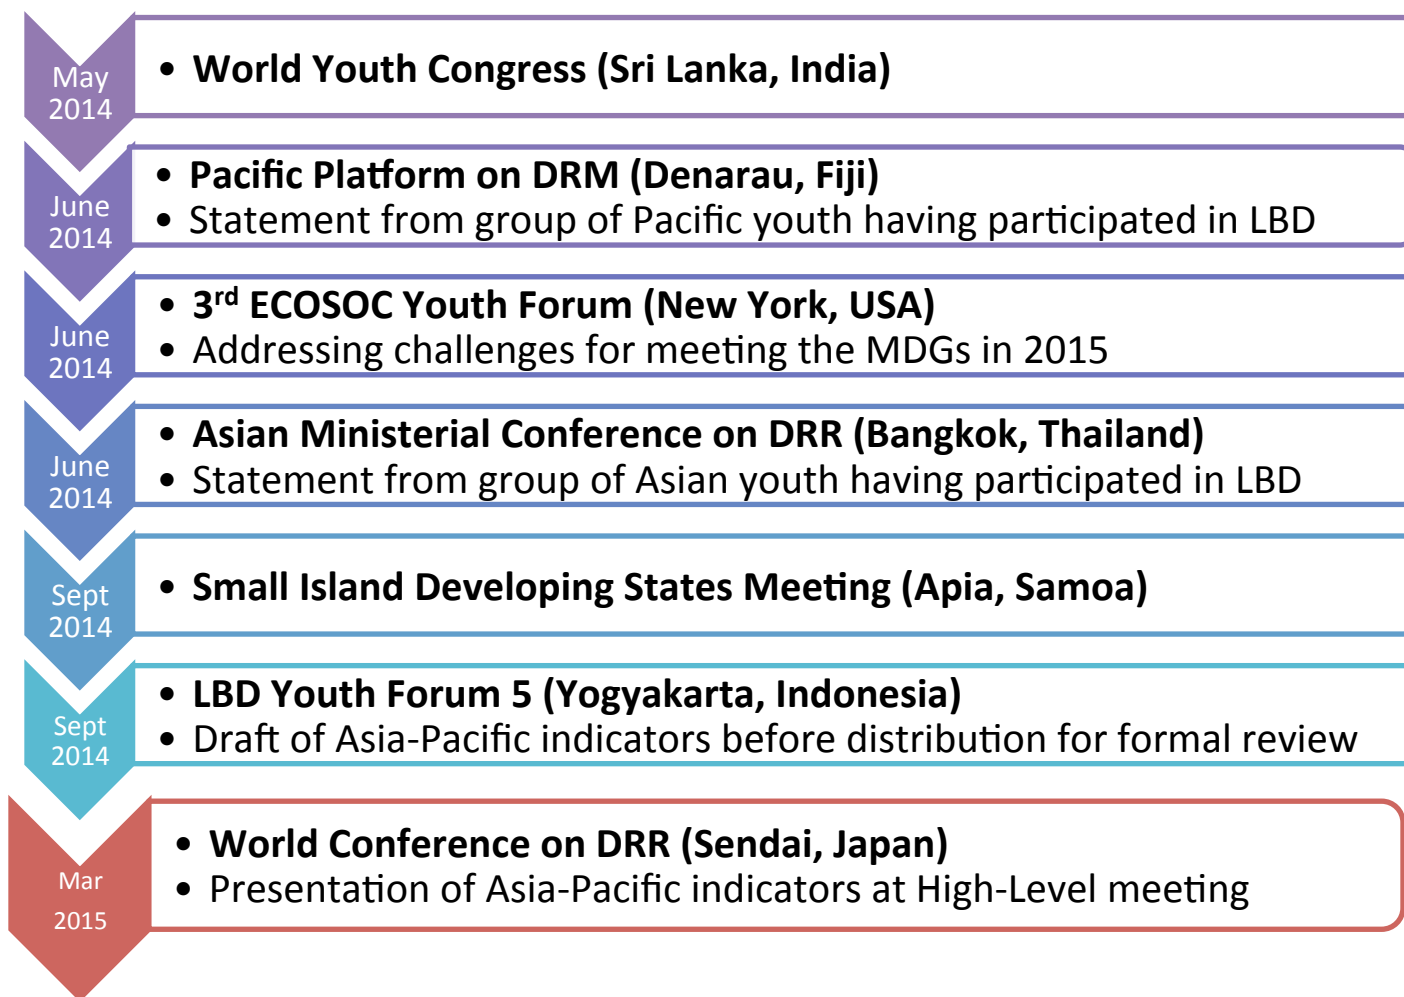 May
2014
• World Youth Congress (Sri Lanka, India)
June
2014
• Pacific Platform on DRM (Denarau, Fiji)
• Statement from group of Pacific youth having participated in LBD
June
2014
• 3rd ECOSOC Youth Forum (New York, USA)
• Addressing challenges for meeting the MDGs in 2015
June
2014
• Asian Ministerial Conference on DRR (Bangkok, Thailand)
• Statement from group of Asian youth having participated in LBD
Sept
2014
• Small Island Developing States Meeting (Apia, Samoa)
Sept
2014
• LBD Youth Forum 5 (Yogyakarta, Indonesia)
• Draft of Asia-Pacific indicators before distribution for formal review
Mar
2015
• World Conference on DRR (Sendai, Japan)
• Presentation of Asia-Pacific indicators at High-Level meeting